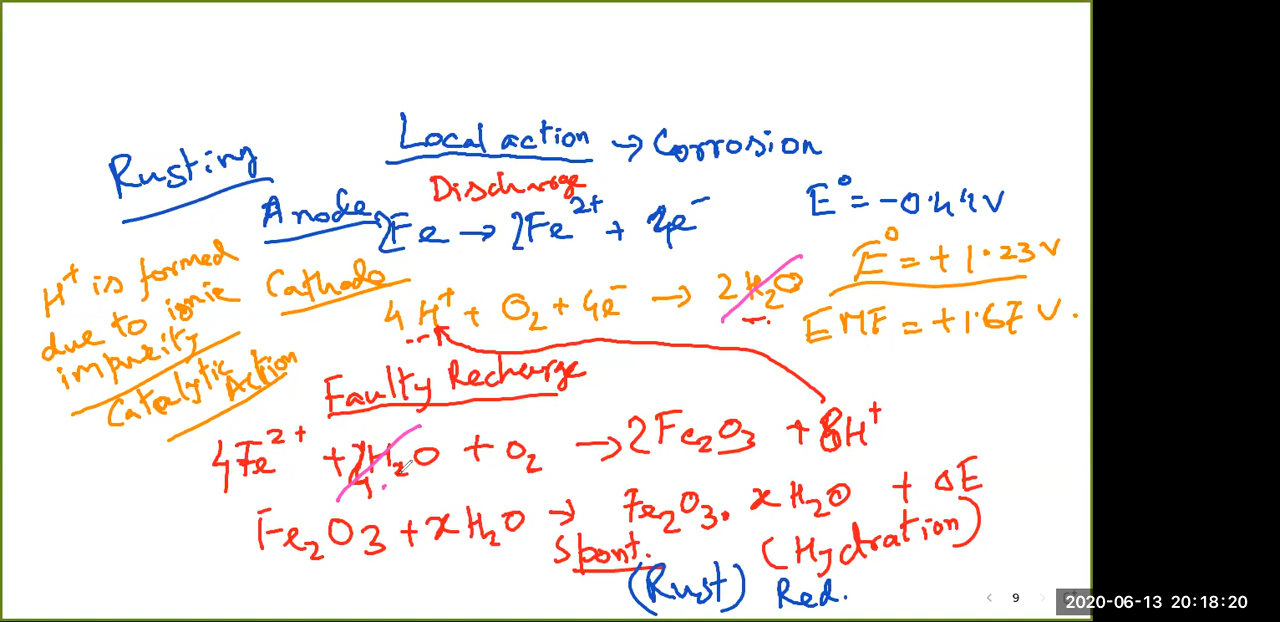 Local action → Corrosion
Rusting
Discharge
Anode 2Fe → 2Fe²⁺ + 4e⁻
E° = -0.44V
H⁺ is formed due to ionic impurity
Catalytic Action
Cathode 4H⁺ + O₂ + 4e⁻ → 2H₂O
E° = +1.23V
EMF = +1.67V.
Faulty Recharge
4Fe²⁺ + 4H₂O + O₂ → 2Fe₂O₃ + 8H⁺
Fe₂O₃ + xH₂O → Fe₂O₃.xH₂O + ΔE
Spont. (Hydration)
(Rust) Red.
9
2020-06-13 20:18:20